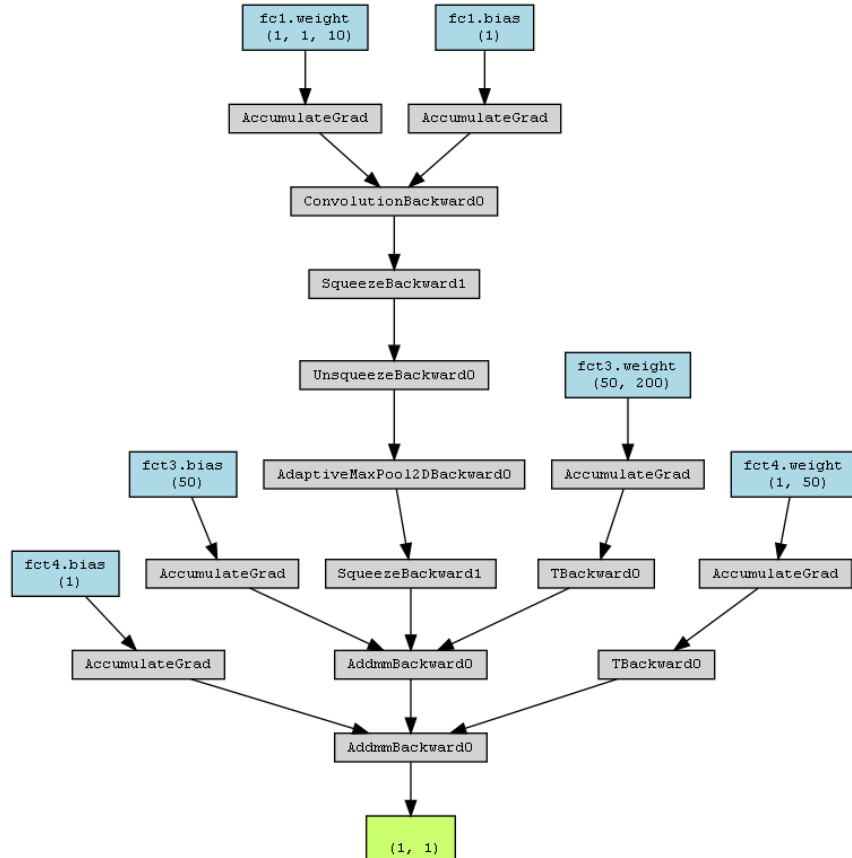 fc1.weight
(1, 1, 10)
fc1.bias
(1)
AccumulateGrad
AccumulateGrad
ConvolutionBackward0
SqueezeBackward1
UnsqueezeBackward0
fct3.weight
(50, 200)
fct3.bias
(50)
AdaptiveMaxPool2DBackward0
AccumulateGrad
fct4.weight
(1, 50)
fct4.bias
(1)
AccumulateGrad
SqueezeBackward1
TBackward0
AccumulateGrad
AccumulateGrad
AddmmBackward0
TBackward0
AddmmBackward0
(1, 1)